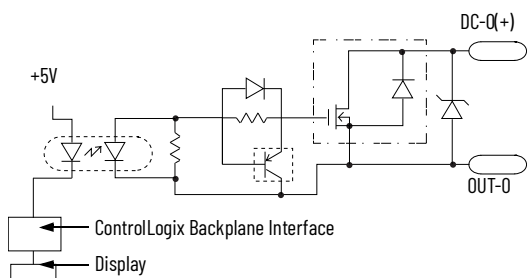 DC-0(+)
+5V
OUT-0
ControlLogix Backplane Interface
Display